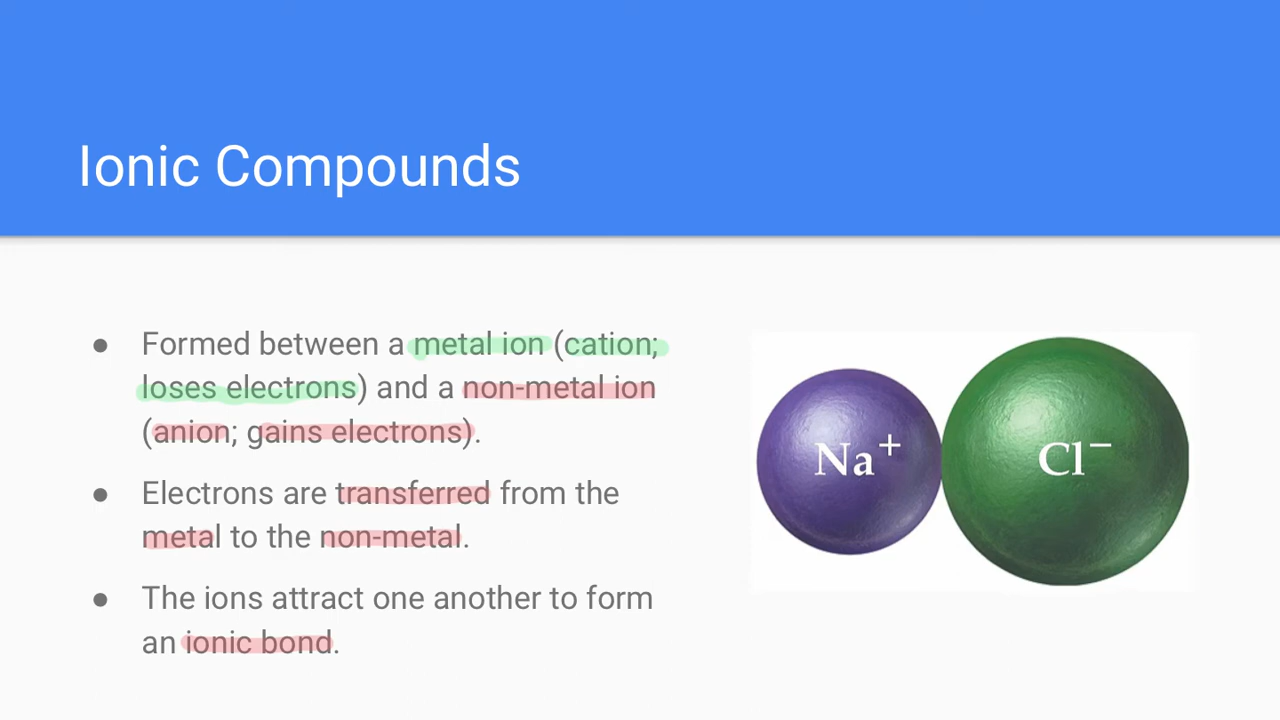 Ionic Compounds
● Formed between a metal ion (cation;
loses electrons) and a non-metal ion
(anion; gains electrons).
● Electrons are transferred from the
metal to the non-metal.
● The ions attract one another to form
an ionic bond.
Na⁺ Cl⁻